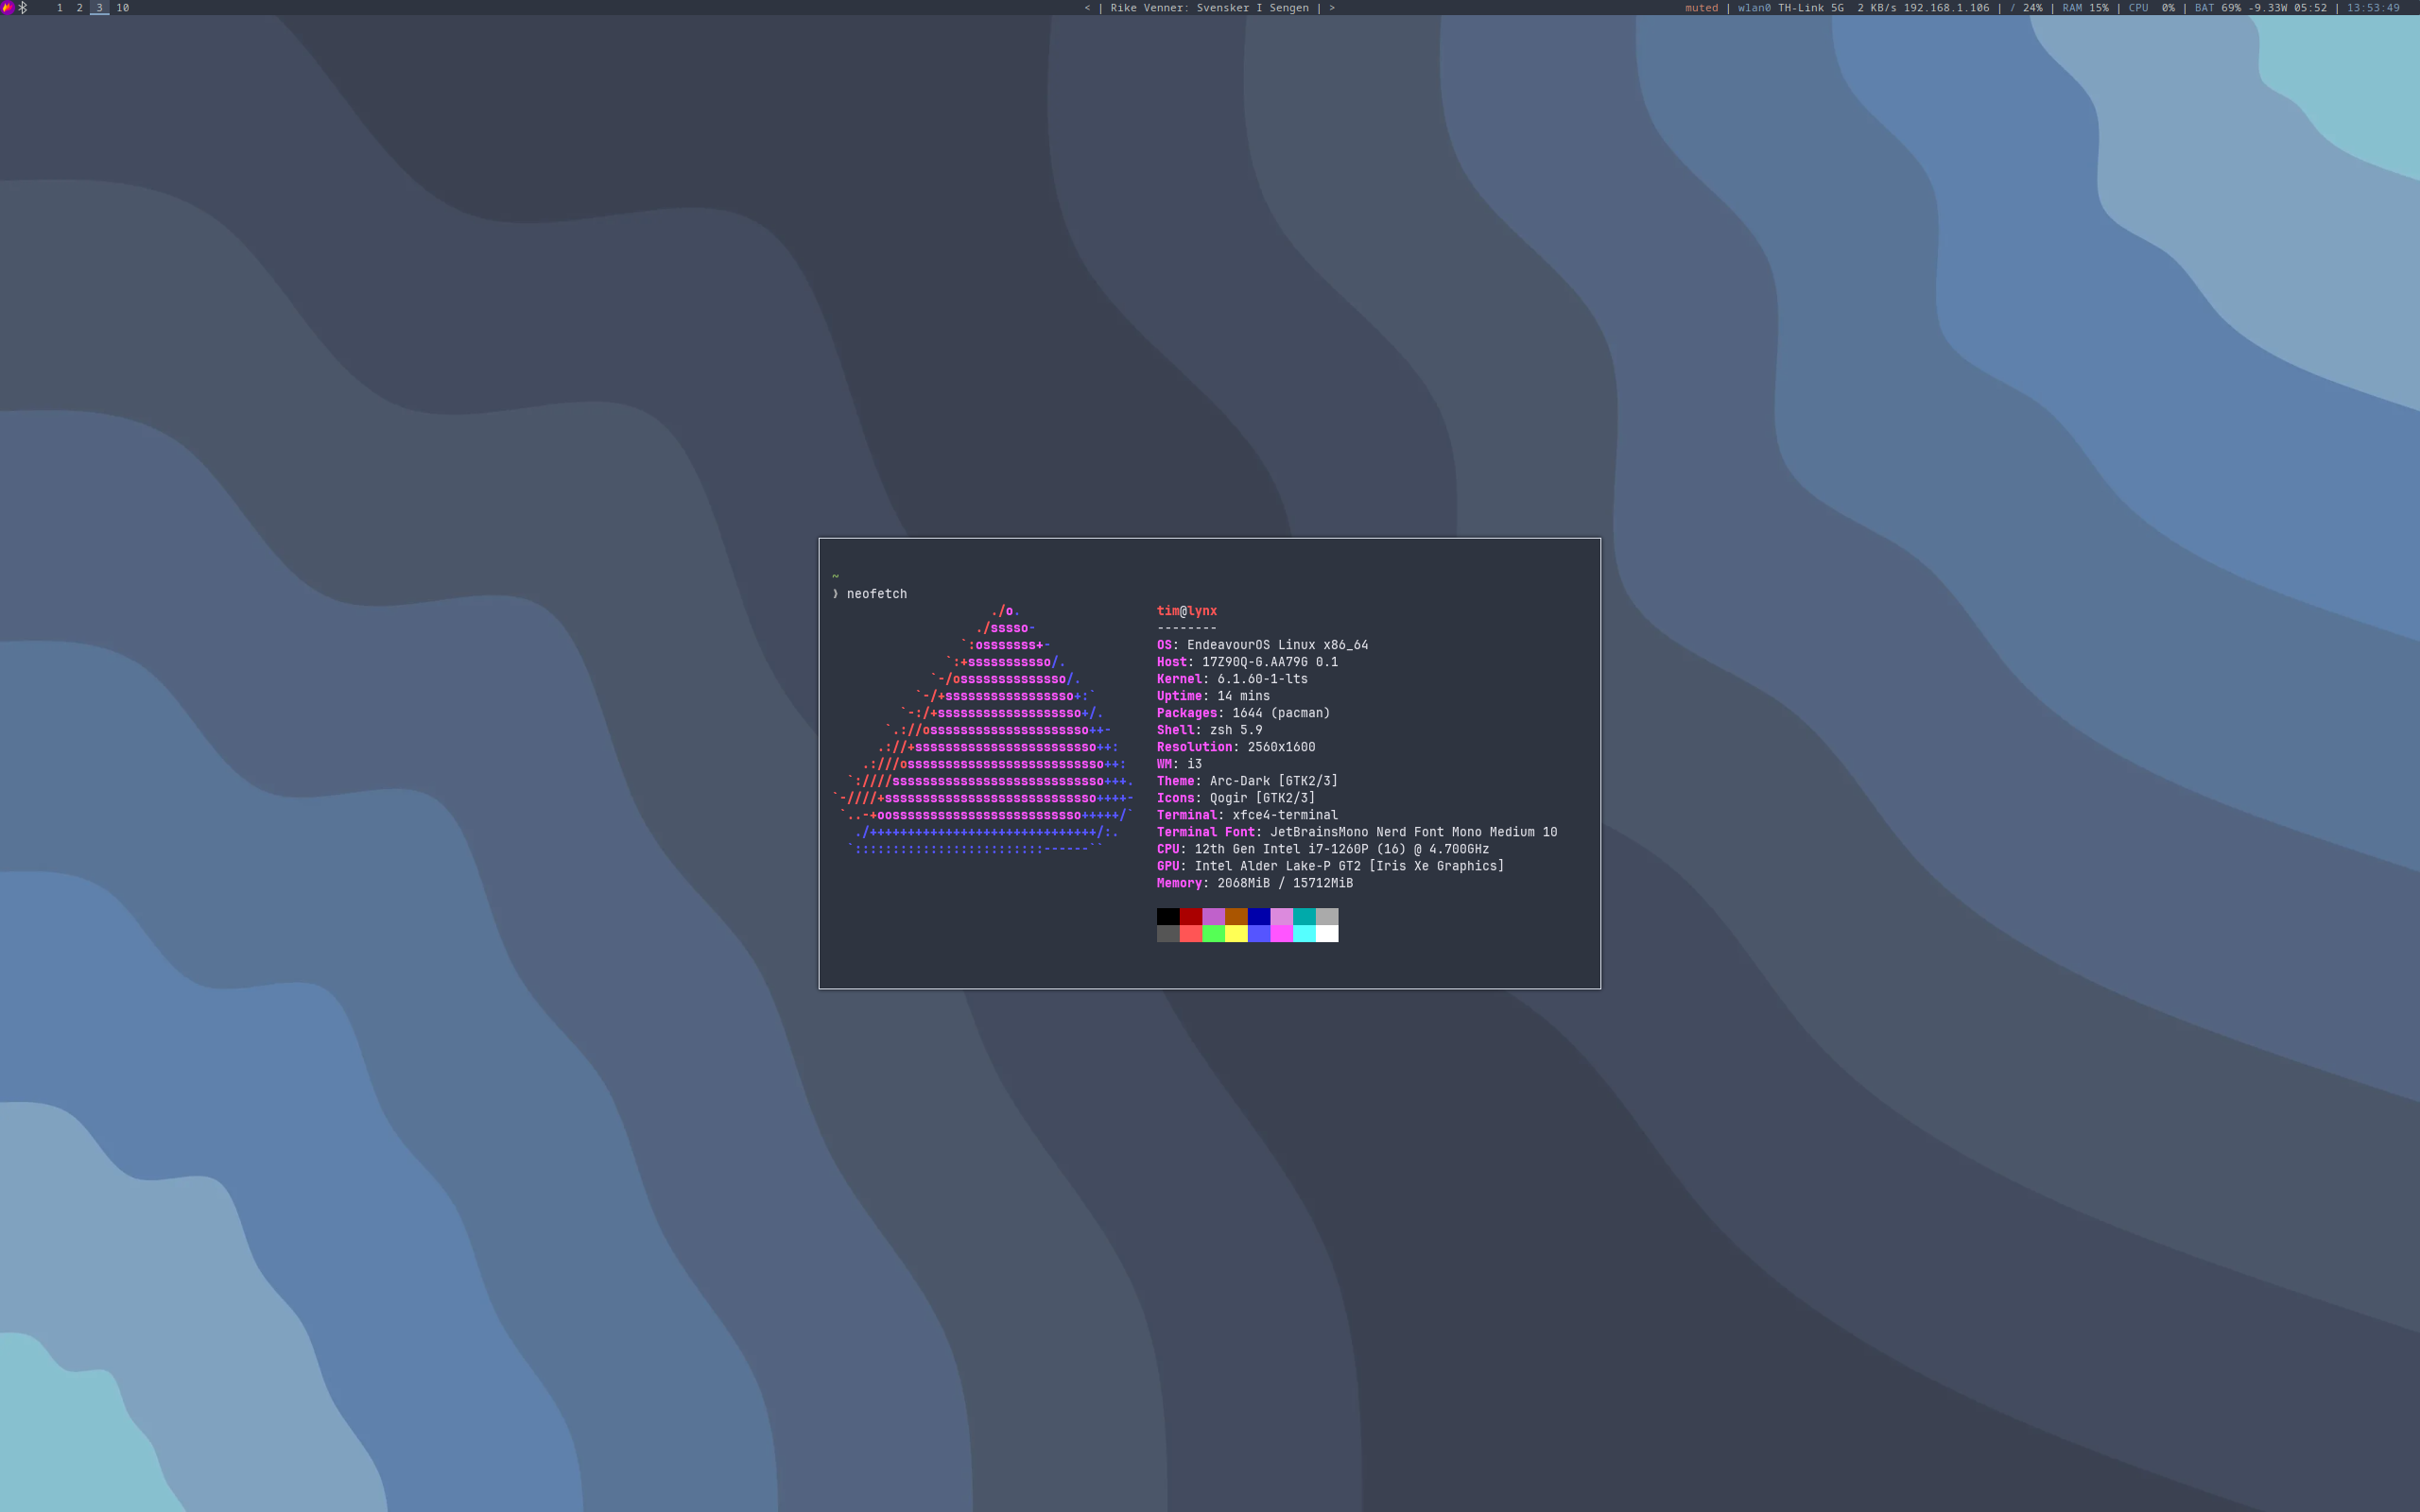 1 2 3 10 < | Rike Venner: Svensker I Sengen | > muted | wlan0 TH-Link 5G 2 KB/s 192.168.1.106 | / 24% | RAM 15% | CPU 0% | BAT 69% -9.33W 05:52 | 13:53:49
~
❯ neofetch
./o. tim@lynx
./sssso- --------
`:osssssss+- OS: EndeavourOS Linux x86_64
`:+sssssssssso/. Host: 17Z90Q-G.AA79G 0.1
`-/ossssssssssssso/. Kernel: 6.1.60-1-lts
`-/+sssssssssssssssso+:` Uptime: 14 mins
`-:/+sssssssssssssssssso+/. Packages: 1644 (pacman)
`.://osssssssssssssssssssso++- Shell: zsh 5.9
.://+ssssssssssssssssssssssso++: Resolution: 2560x1600
.:///ossssssssssssssssssssssssso++: WM: i3
`:////ssssssssssssssssssssssssssso+++. Theme: Arc-Dark [GTK2/3]
`-////+ssssssssssssssssssssssssssso++++- Icons: Qogir [GTK2/3]
`..-+oosssssssssssssssssssssssso+++++/` Terminal: xfce4-terminal
./++++++++++++++++++++++++++++++/:. Terminal Font: JetBrainsMono Nerd Font Mono Medium 10
`:::::::::::::::::::::::::------`` CPU: 12th Gen Intel i7-1260P (16) @ 4.700GHz
GPU: Intel Alder Lake-P GT2 [Iris Xe Graphics]
Memory: 2068MiB / 15712MiB